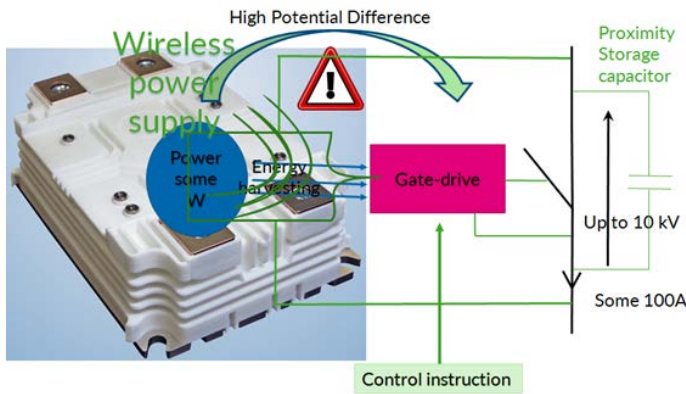 High Potential Difference
Wireless
power
supply
Proximity
Storage
capacitor
Power
some
W
Energy
harvesting
Gate-drive
Up to 10 kV
Some 100A
Control instruction
!